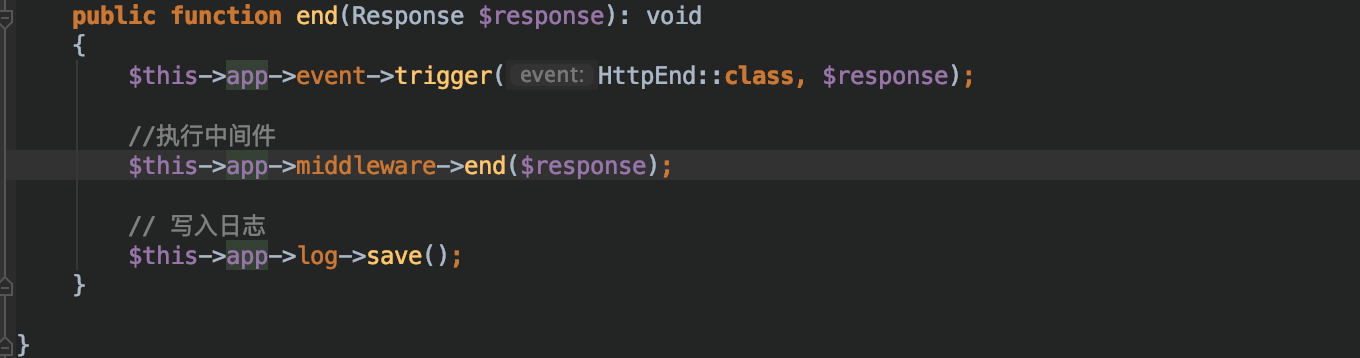 public function end(Response $response): void
{
$this->app->event->trigger( event: HttpEnd::class, $response);
//执行中间件
$this->app->middleware->end($response);
// 写入日志
$this->app->log->save();
}
}